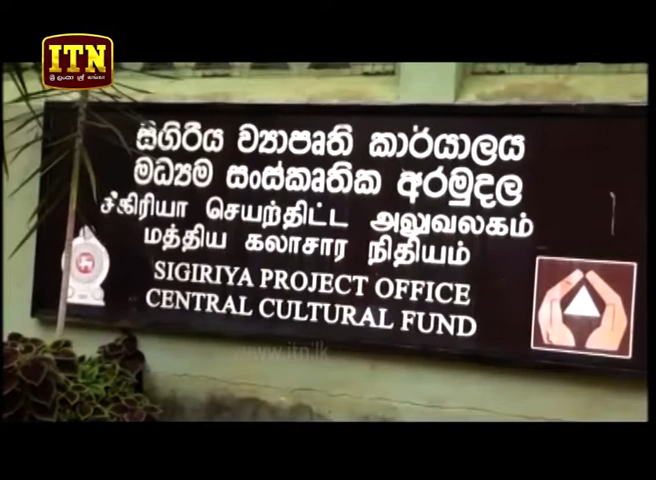 ITN
ශ්‍රී ලංකා ஸ்ரீ லங்கா
සීගිරිය ව්‍යාපෘති කාර්යාලය
මධ්‍යම සංස්කෘතික අරමුදල
சீகிரியா செயற்திட்ட அலுவலகம்
மத்திய கலாசார நிதியம்
SIGIRIYA PROJECT OFFICE
CENTRAL CULTURAL FUND
www.itn.lk